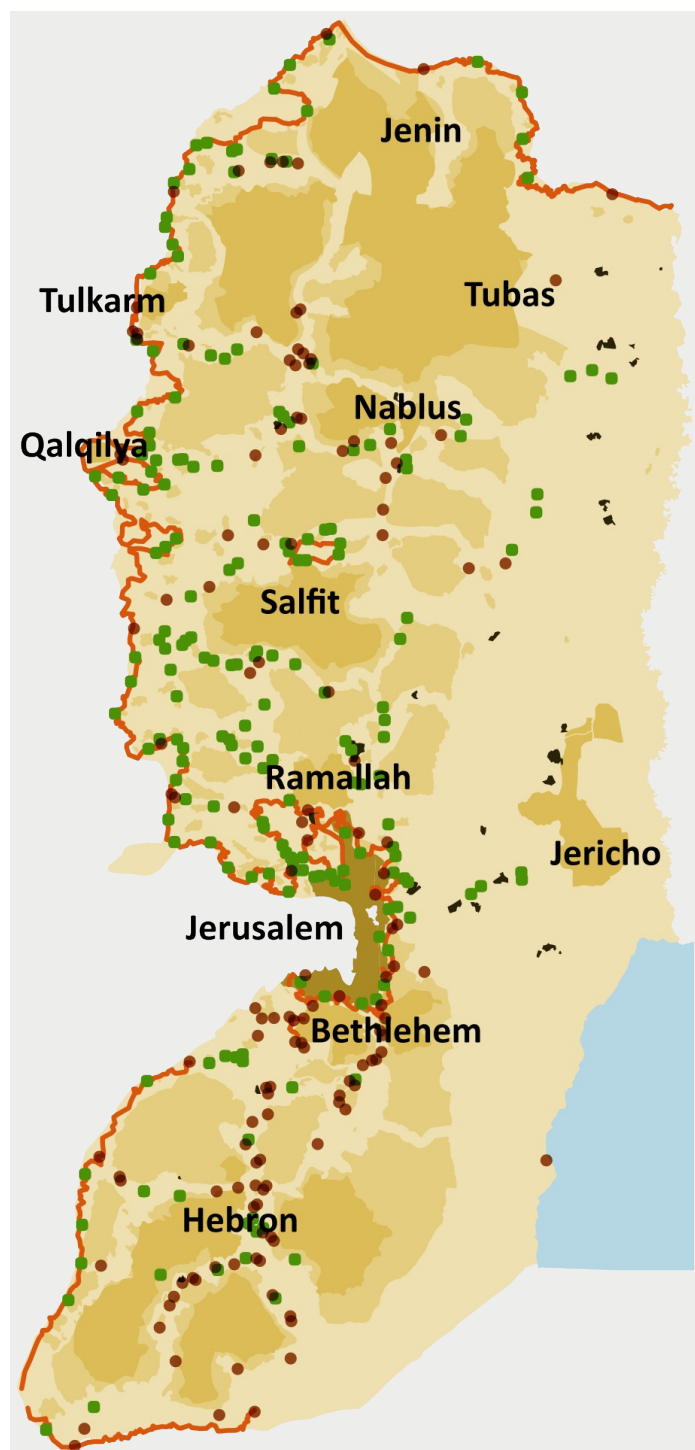 Jenin
Tulkarm
Tubas
Nablus
Qalqilya
Salfit
Ramallah
Jericho
Jerusalem
Bethlehem
Hebron